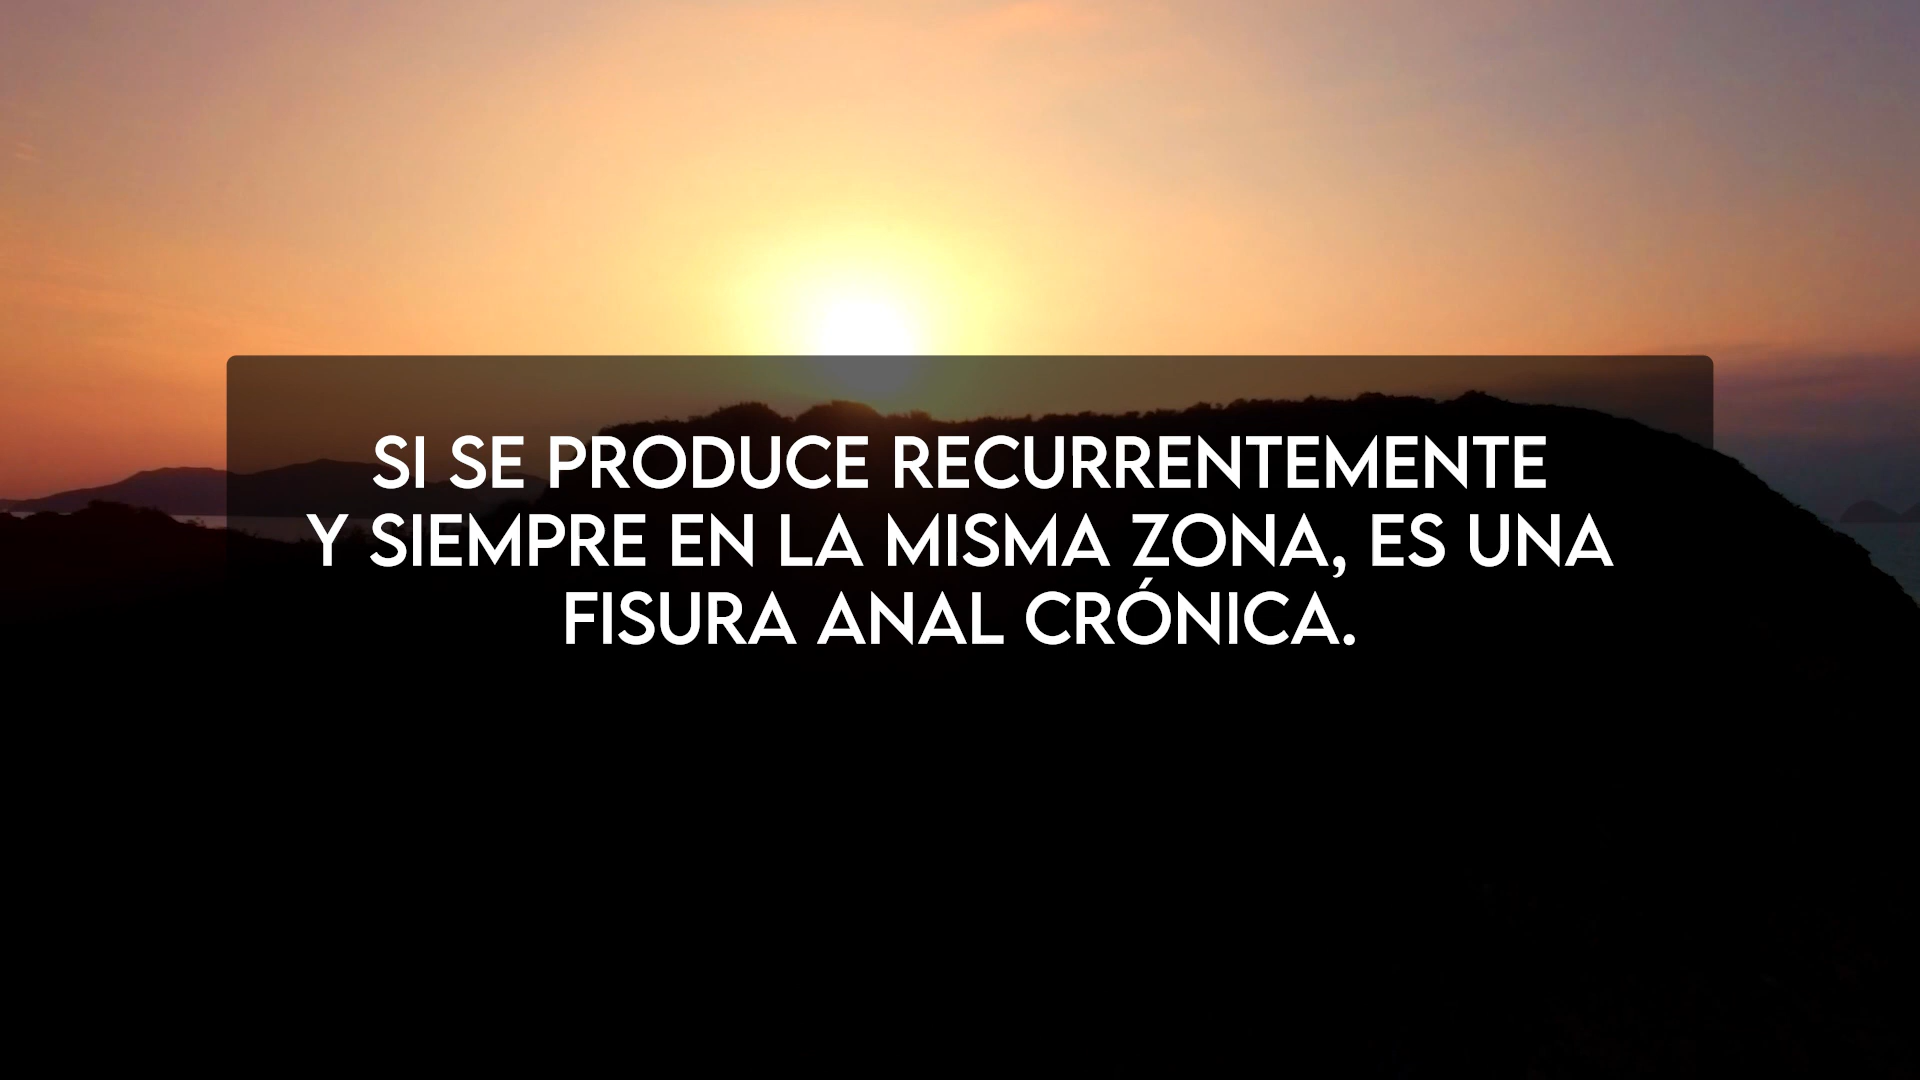 SI SE PRODUCE RECURRENTEMENTE
Y SIEMPRE EN LA MISMA ZONA, ES UNA
FISURA ANAL CRÓNICA.